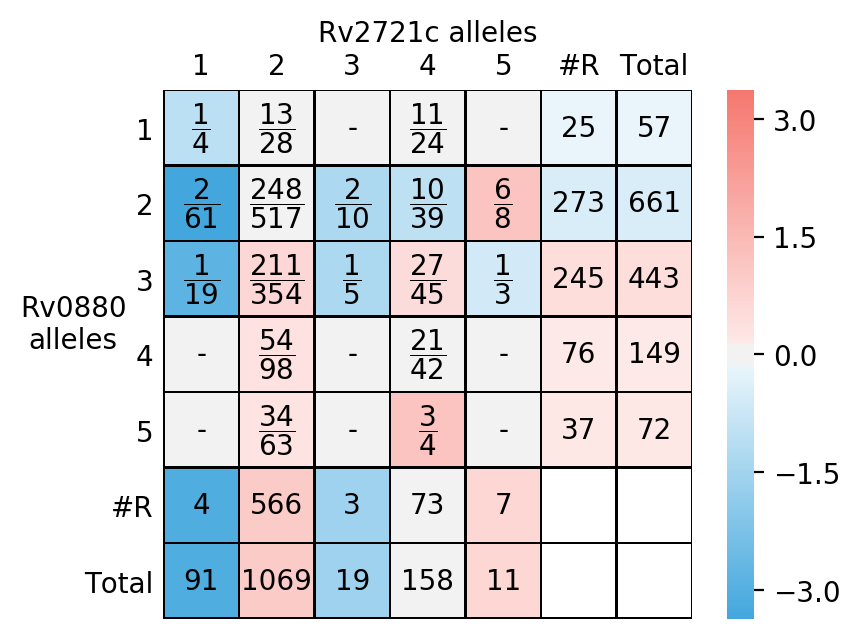 Rv2721c alleles
1 2 3 4 5 #R Total
1 1/4 13/28 - 11/24 - 25 57
2 2/61 248/517 2/10 10/39 6/8 273 661
3 1/19 211/354 1/5 27/45 1/3 245 443
Rv0880
alleles
4 - 54/98 - 21/42 - 76 149
5 - 34/63 - 3/4 - 37 72
#R 4 566 3 73 7
Total 91 1069 19 158 11
3.0
1.5
0.0
−1.5
−3.0